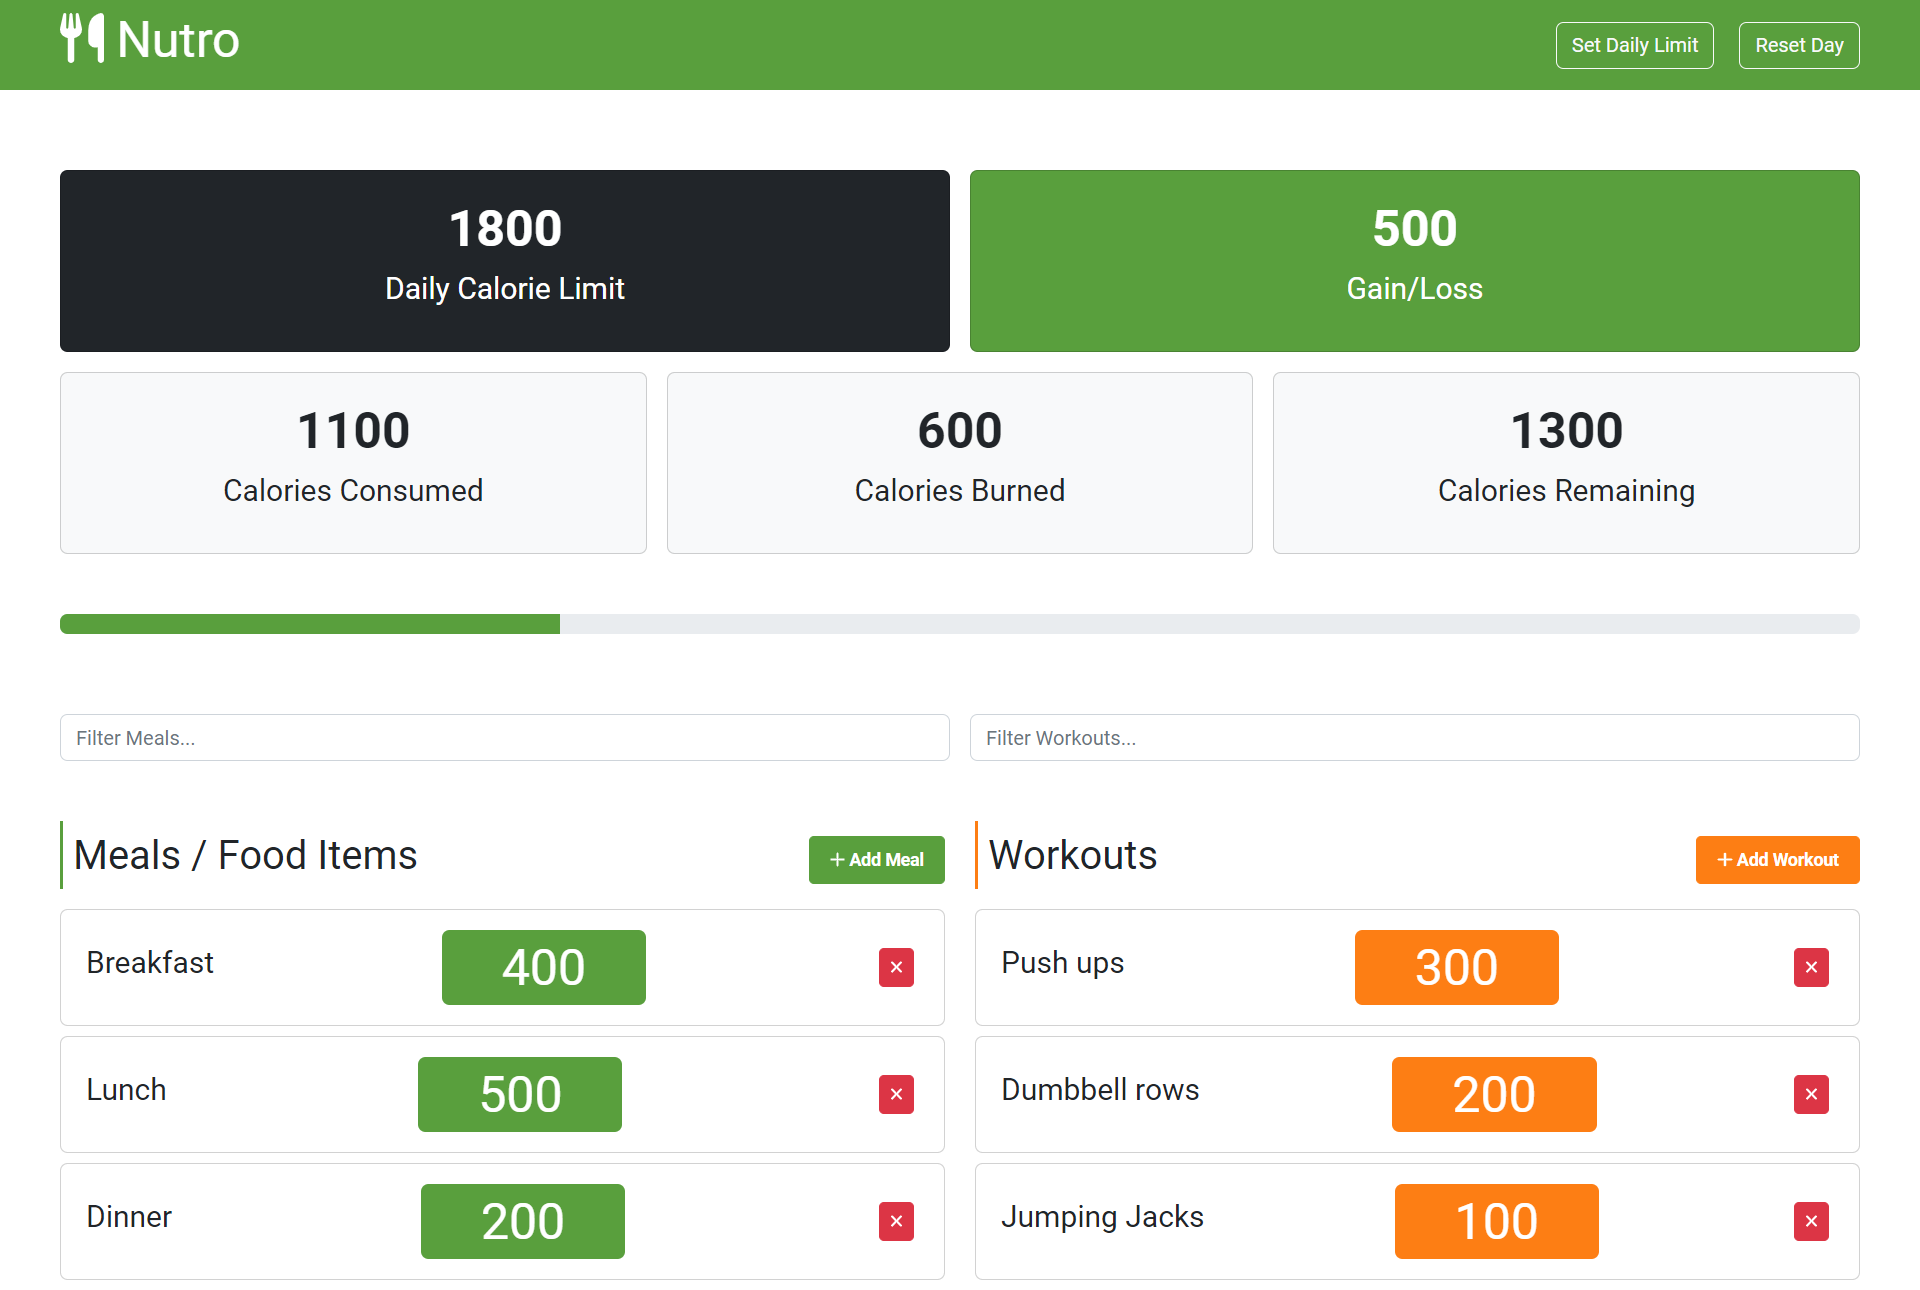 Nutro
Set Daily Limit
Reset Day
1800
Daily Calorie Limit
500
Gain/Loss
1100
Calories Consumed
600
Calories Burned
1300
Calories Remaining
Filter Meals...
Filter Workouts...
Meals / Food Items
+ Add Meal
Breakfast
400
×
Lunch
500
×
Dinner
200
×
Workouts
+ Add Workout
Push ups
300
×
Dumbbell rows
200
×
Jumping Jacks
100
×